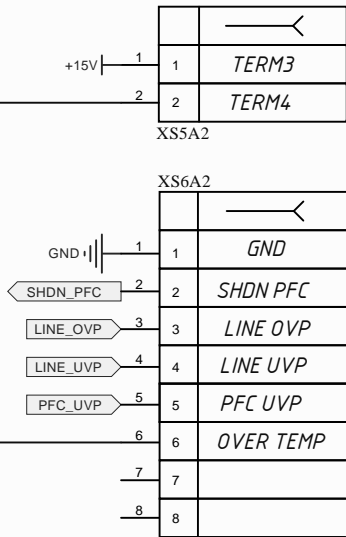 +15V 1 1 TERM3
2 2 TERM4
XS5A2
XS6A2
GND 1 1 GND
SHDN_PFC 2 2 SHDN PFC
LINE_OVP 3 3 LINE OVP
LINE_UVP 4 4 LINE UVP
PFC_UVP 5 5 PFC UVP
6 6 OVER TEMP
7 7
8 8